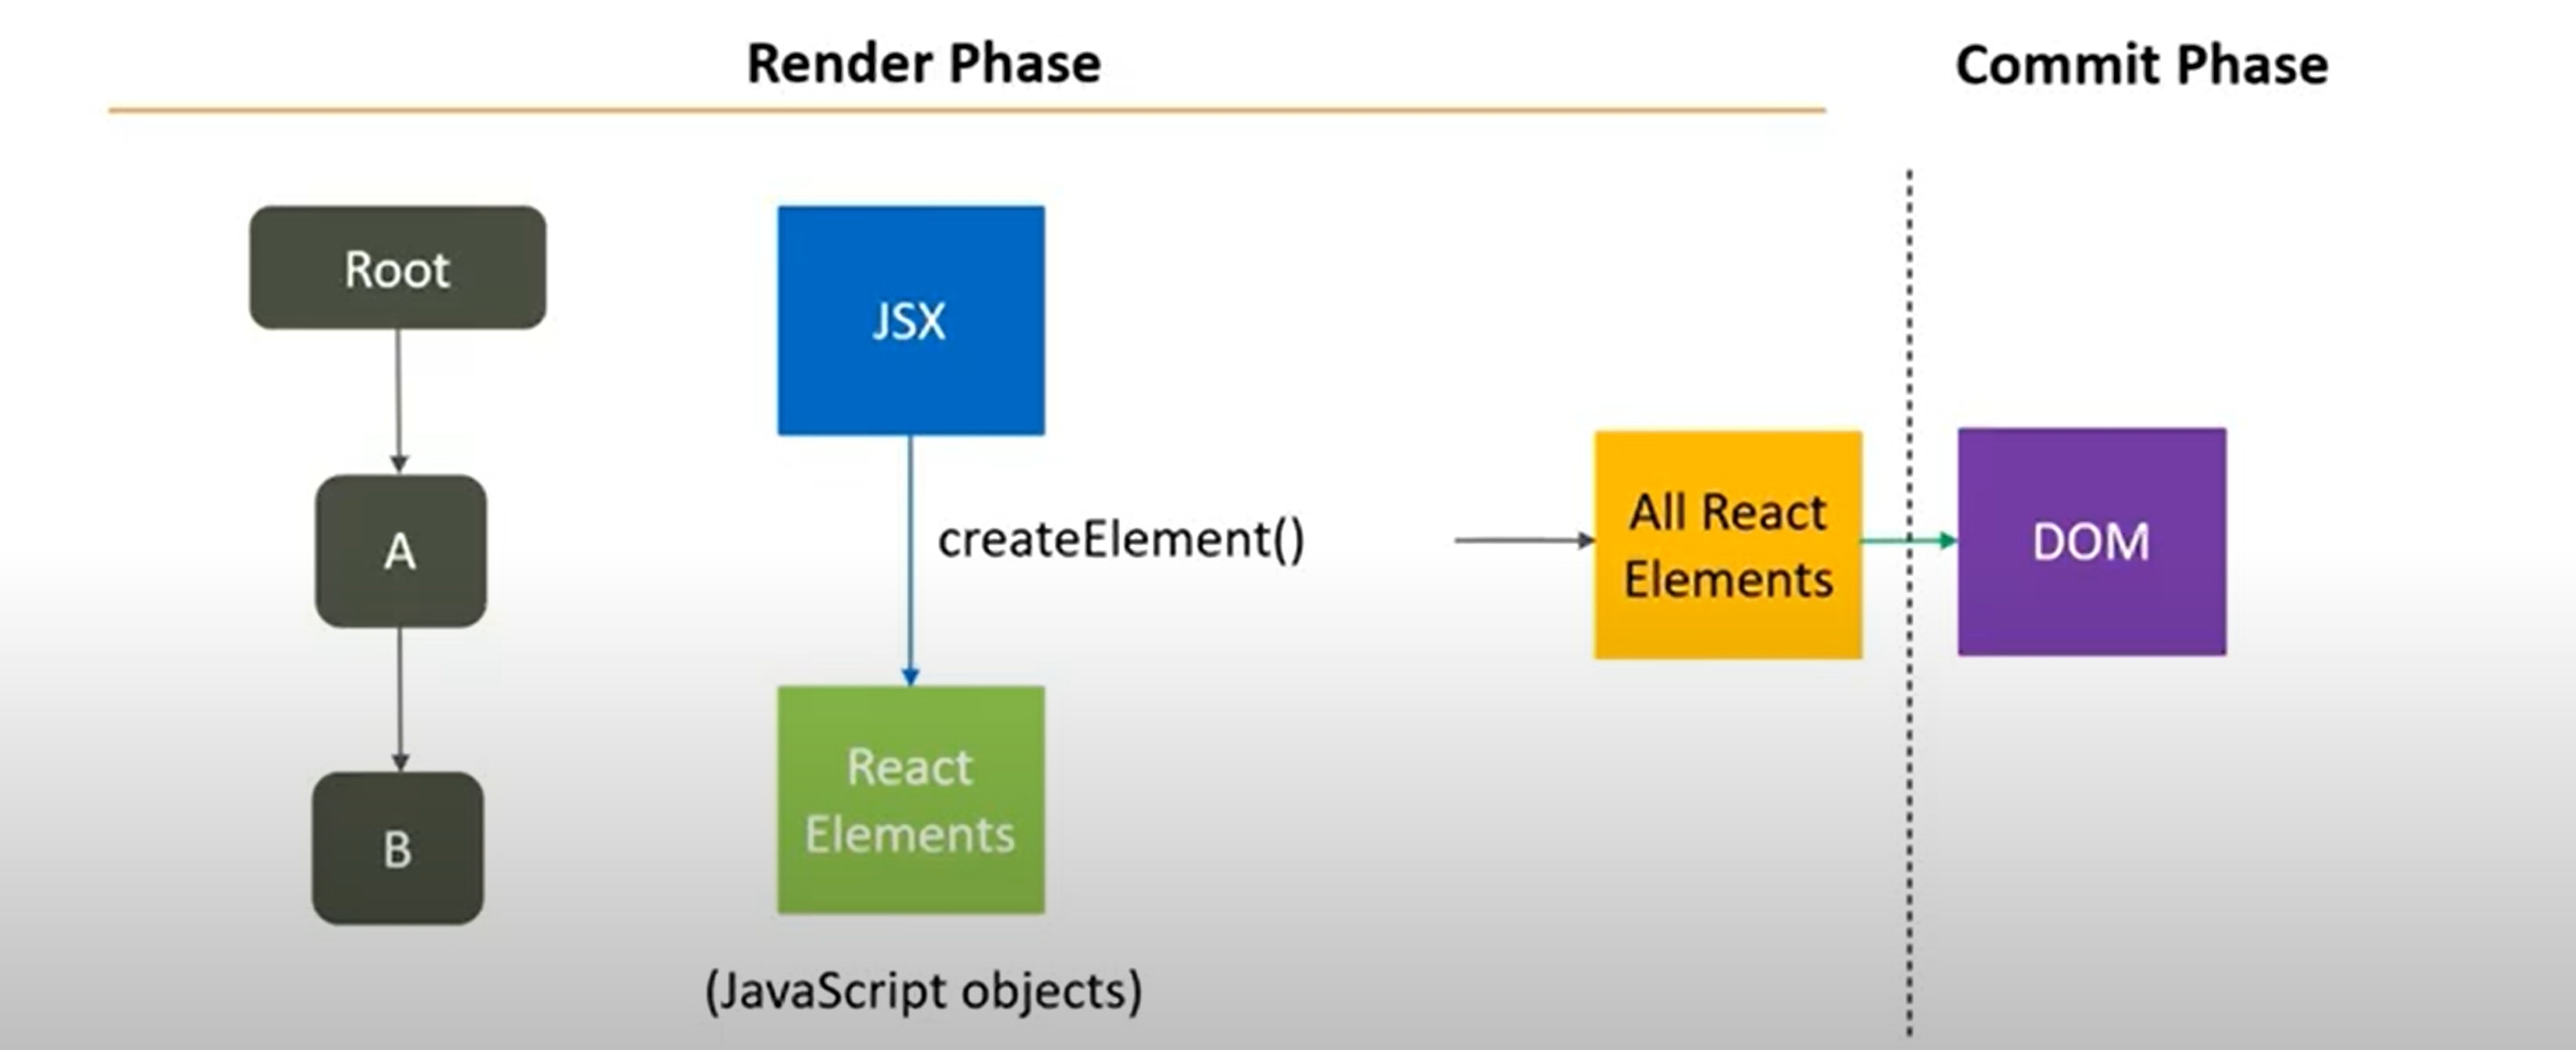 Render Phase
Commit Phase
Root
A
B
JSX
createElement()
React
Elements
(JavaScript objects)
All React
Elements
DOM